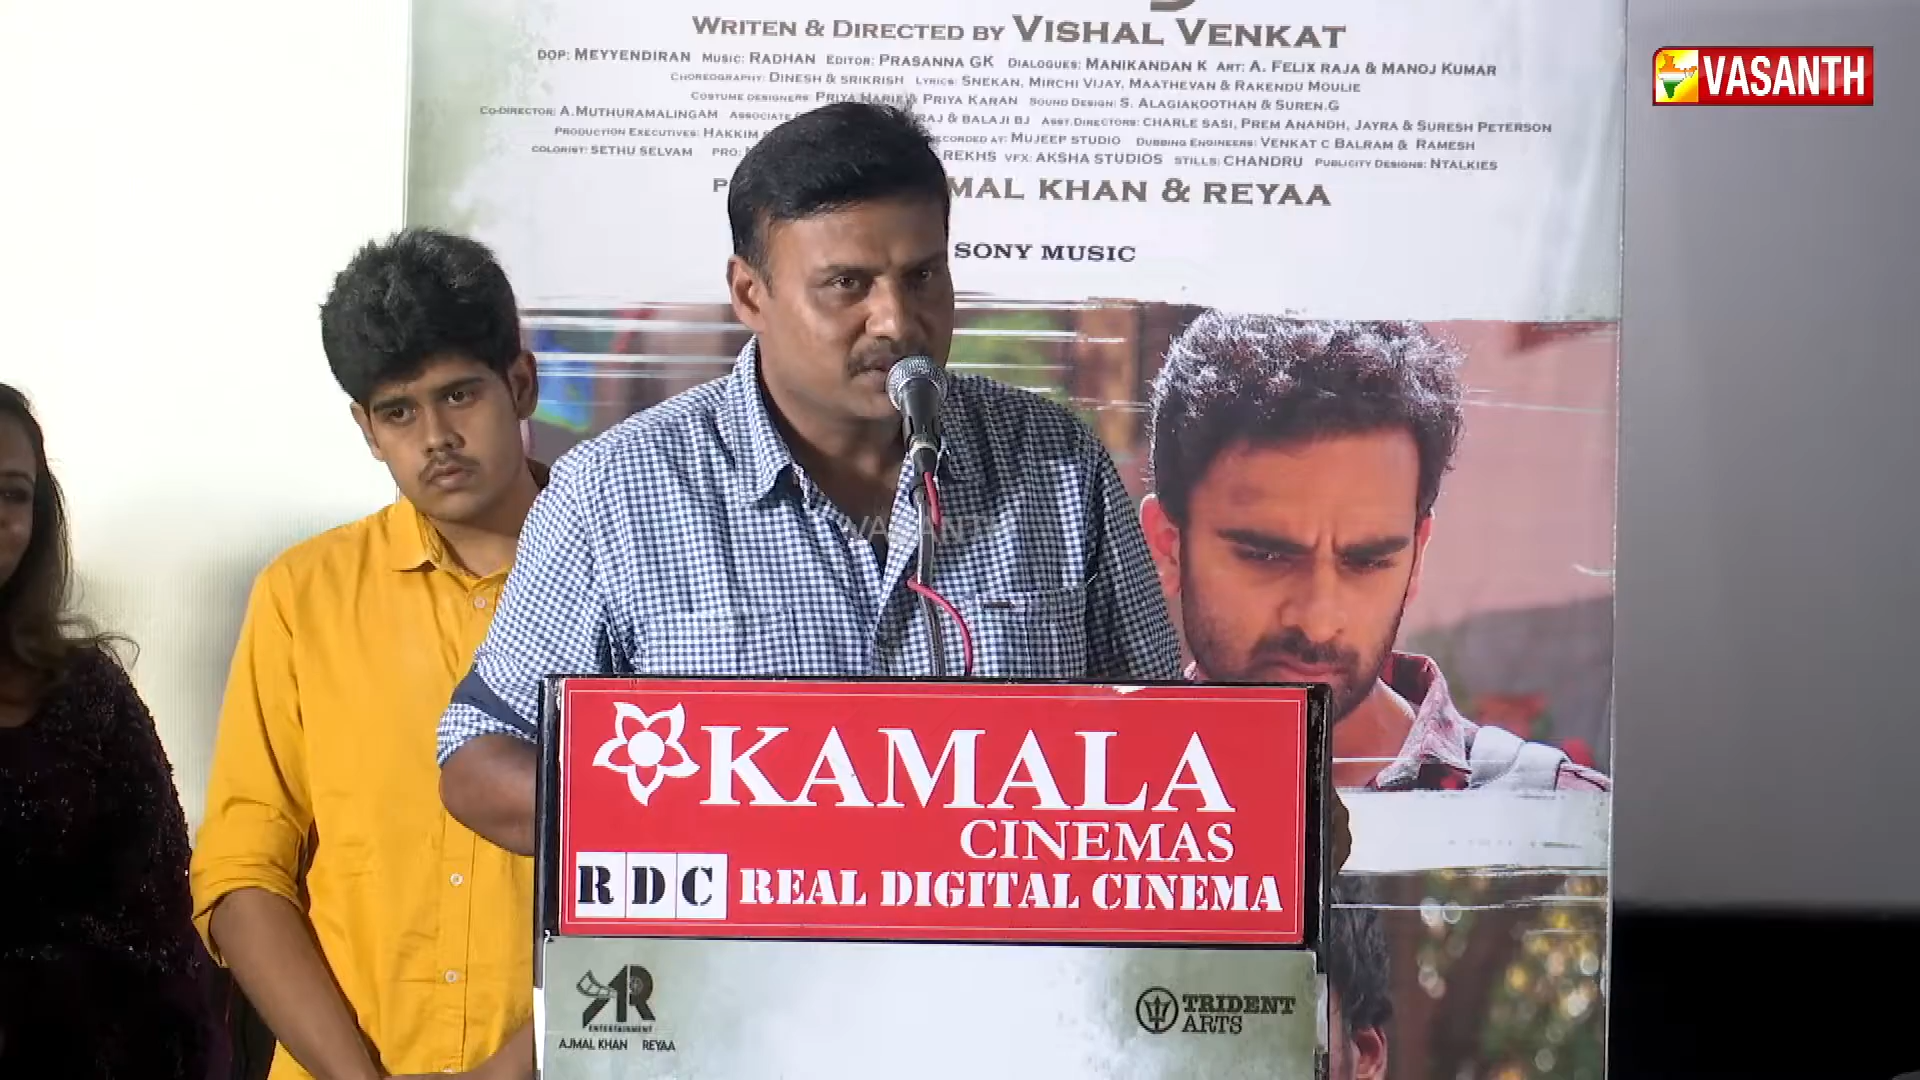 WRITEN & DIRECTED BY VISHAL VENKAT
VASANTH
DOP: MEYYENDIRAN MUSIC: RADHAN EDITOR: PRASANNA GK DIALOGUES: MANIKANDAN K ART: A. FELIX RAJA & MANOJ KUMAR
CHOREOGRAPHY: DINESH & SRIKRISH LYRICS: SNEKAN, MIRCHI VIJAY, MAATHEVAN & RAKENDU MOULIE
COSTUME DESIGNERS: PRIYA HARIE & PRIYA KARAN SOUND DESIGN: S. ALAGIAKOOTHAN & SUREN.G
CO-DIRECTOR: A.MUTHURAMALINGAM ASSOCIATE RAJ & BALAJI BJ ASST.DIRECTORS: CHARLE SASI, PREM ANANDH, JAYRA & SURESH PETERSON
PRODUCTION EXECUTIVES: HAKKIM RECORDED AT: MUJEEP STUDIO DUBBING ENGINEERS: VENKAT C BALRAM & RAMESH
COLORIST: SETHU SELVAM PRO: REKHS VFX: AKSHA STUDIOS STILLS: CHANDRU PUBLICITY DESIGNS: NTALKIES
MAL KHAN & REYAA
SONY MUSIC
VASANTH
KAMALA
CINEMAS
RDC REAL DIGITAL CINEMA
AR
ENTERTAINMENT
AJMAL KHAN REYAA
TRIDENT
ARTS